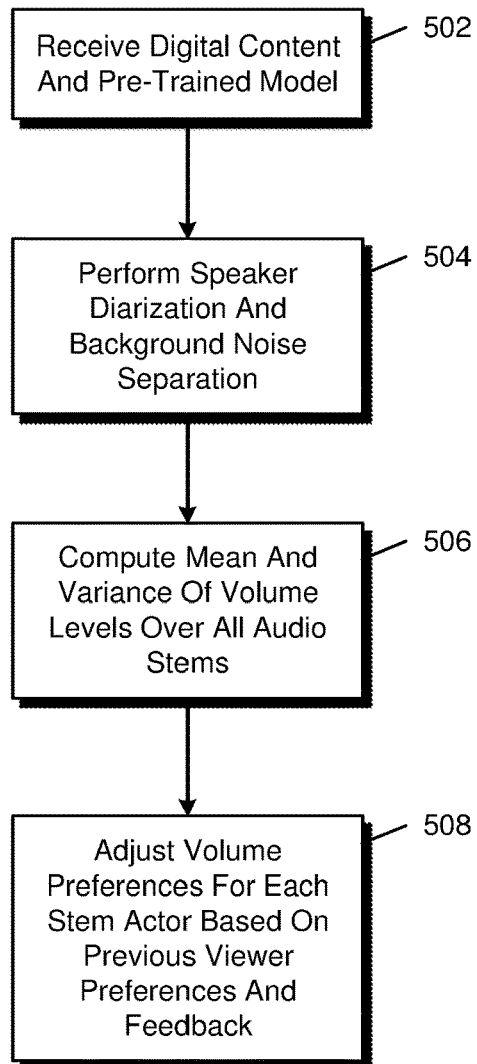 Receive Digital Content
And Pre-Trained Model
502
Perform Speaker
Diarization And
Background Noise
Separation
504
Compute Mean And
Variance Of Volume
Levels Over All Audio
Stems
506
Adjust Volume
Preferences For Each
Stem Actor Based On
Previous Viewer
Preferences And
Feedback
508